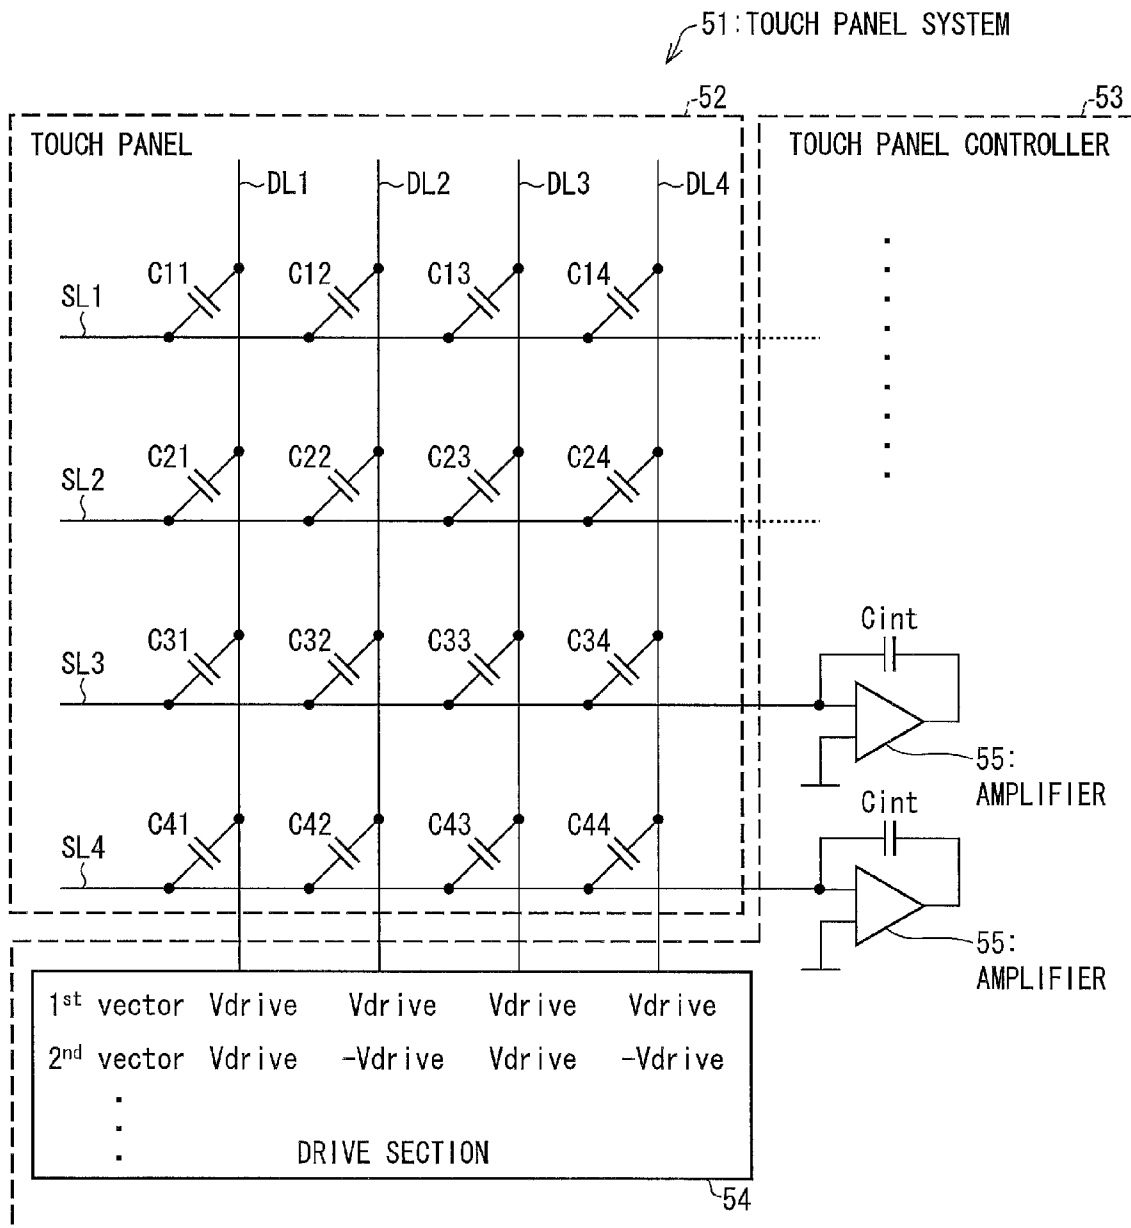 51:TOUCH PANEL SYSTEM
52
53
TOUCH PANEL
TOUCH PANEL CONTROLLER
DL1 DL2 DL3 DL4
C11 C12 C13 C14
SL1
C21 C22 C23 C24
SL2
C31 C32 C33 C34
SL3
Cint
55:
AMPLIFIER
C41 C42 C43 C44
SL4
Cint
55:
AMPLIFIER
1st vector Vdrive Vdrive Vdrive Vdrive
2nd vector Vdrive -Vdrive Vdrive -Vdrive
DRIVE SECTION
54